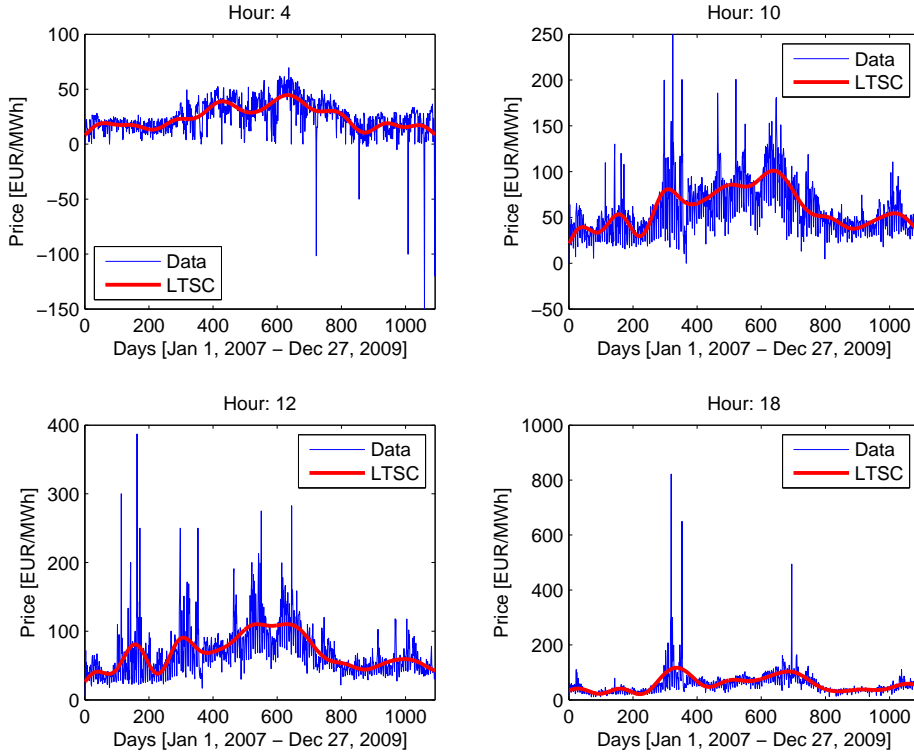 Hour: 4
100
50
0
−50
−100
−150
Price [EUR/MWh]
Data
LTSC
0 200 400 600 800 1000
Days [Jan 1, 2007 − Dec 27, 2009]
Hour: 10
250
200
150
100
50
0
−50
Price [EUR/MWh]
Data
LTSC
0 200 400 600 800 1000
Days [Jan 1, 2007 − Dec 27, 2009]
Hour: 12
400
300
200
100
0
Price [EUR/MWh]
Data
LTSC
0 200 400 600 800 1000
Days [Jan 1, 2007 − Dec 27, 2009]
Hour: 18
1000
800
600
400
200
0
Price [EUR/MWh]
Data
LTSC
0 200 400 600 800 1000
Days [Jan 1, 2007 − Dec 27, 2009]